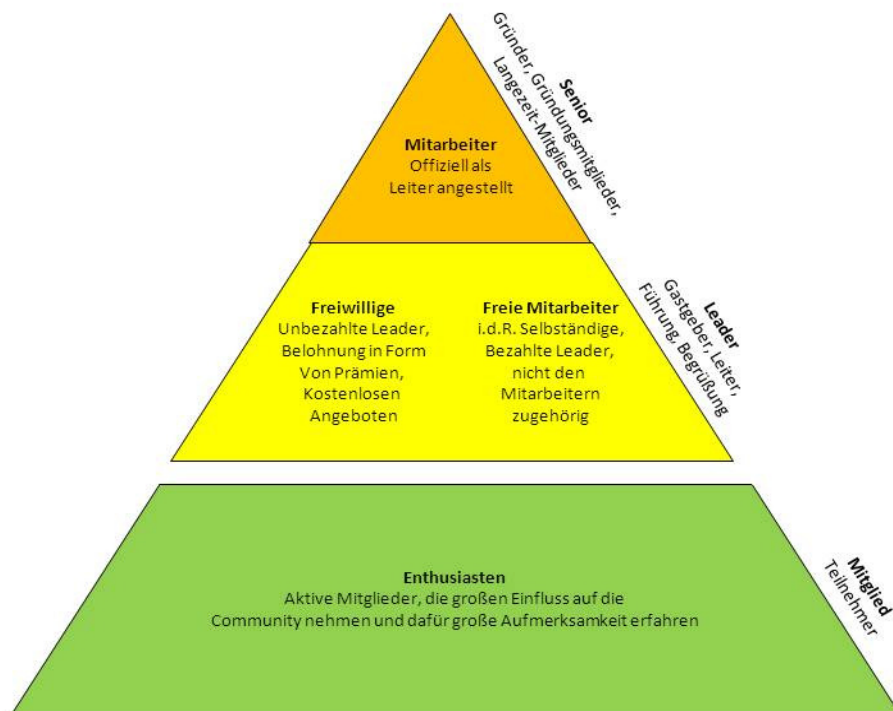 Mitarbeiter
Offiziell als
Leiter angestellt
Senior
Gründer, Gründungsmitglieder,
Langezeit-Mitglieder
Freiwillige
Unbezahlte Leader,
Belohnung in Form
Von Prämien,
Kostenlosen
Angeboten
Freie Mitarbeiter
i.d.R. Selbständige,
Bezahlte Leader,
nicht den
Mitarbeitern
zugehörig
Leader
Gastgeber, Leiter,
Führung, Begrüßung
Enthusiasten
Aktive Mitglieder, die großen Einfluss auf die
Community nehmen und dafür große Aufmerksamkeit erfahren
Mitglied
Teilnehmer